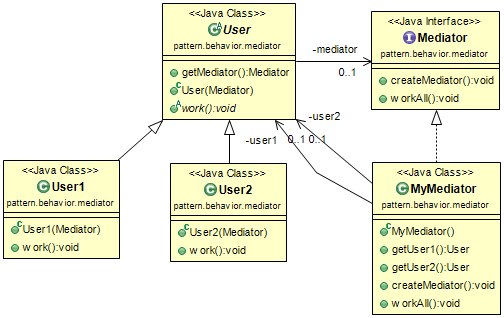 <<Java Class>>
User
pattern.behavior.mediator
getMediator():Mediator
User(Mediator)
work():void
-mediator
0..1
<<Java Interface>>
Mediator
pattern.behavior.mediator
createMediator():void
workAll():void
-user1
0..1
-user2
0..1
<<Java Class>>
User1
pattern.behavior.mediator
User1(Mediator)
work():void
<<Java Class>>
User2
pattern.behavior.mediator
User2(Mediator)
work():void
<<Java Class>>
MyMediator
pattern.behavior.mediator
MyMediator()
getUser1():User
getUser2():User
createMediator():void
workAll():void